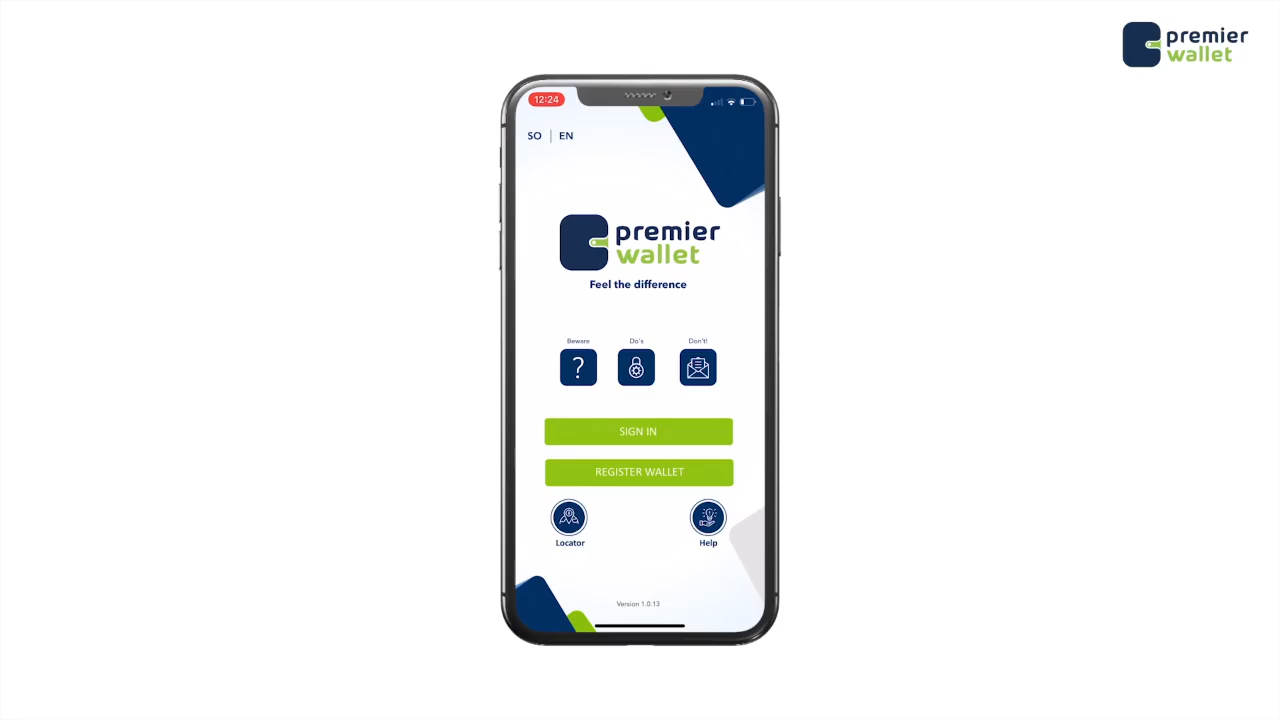 premier
wallet
12:24
SO | EN
premier
wallet
Feel the difference
Beware
Do's
Don't!
?
SIGN IN
REGISTER WALLET
Locator
Help
Version 1.0.13